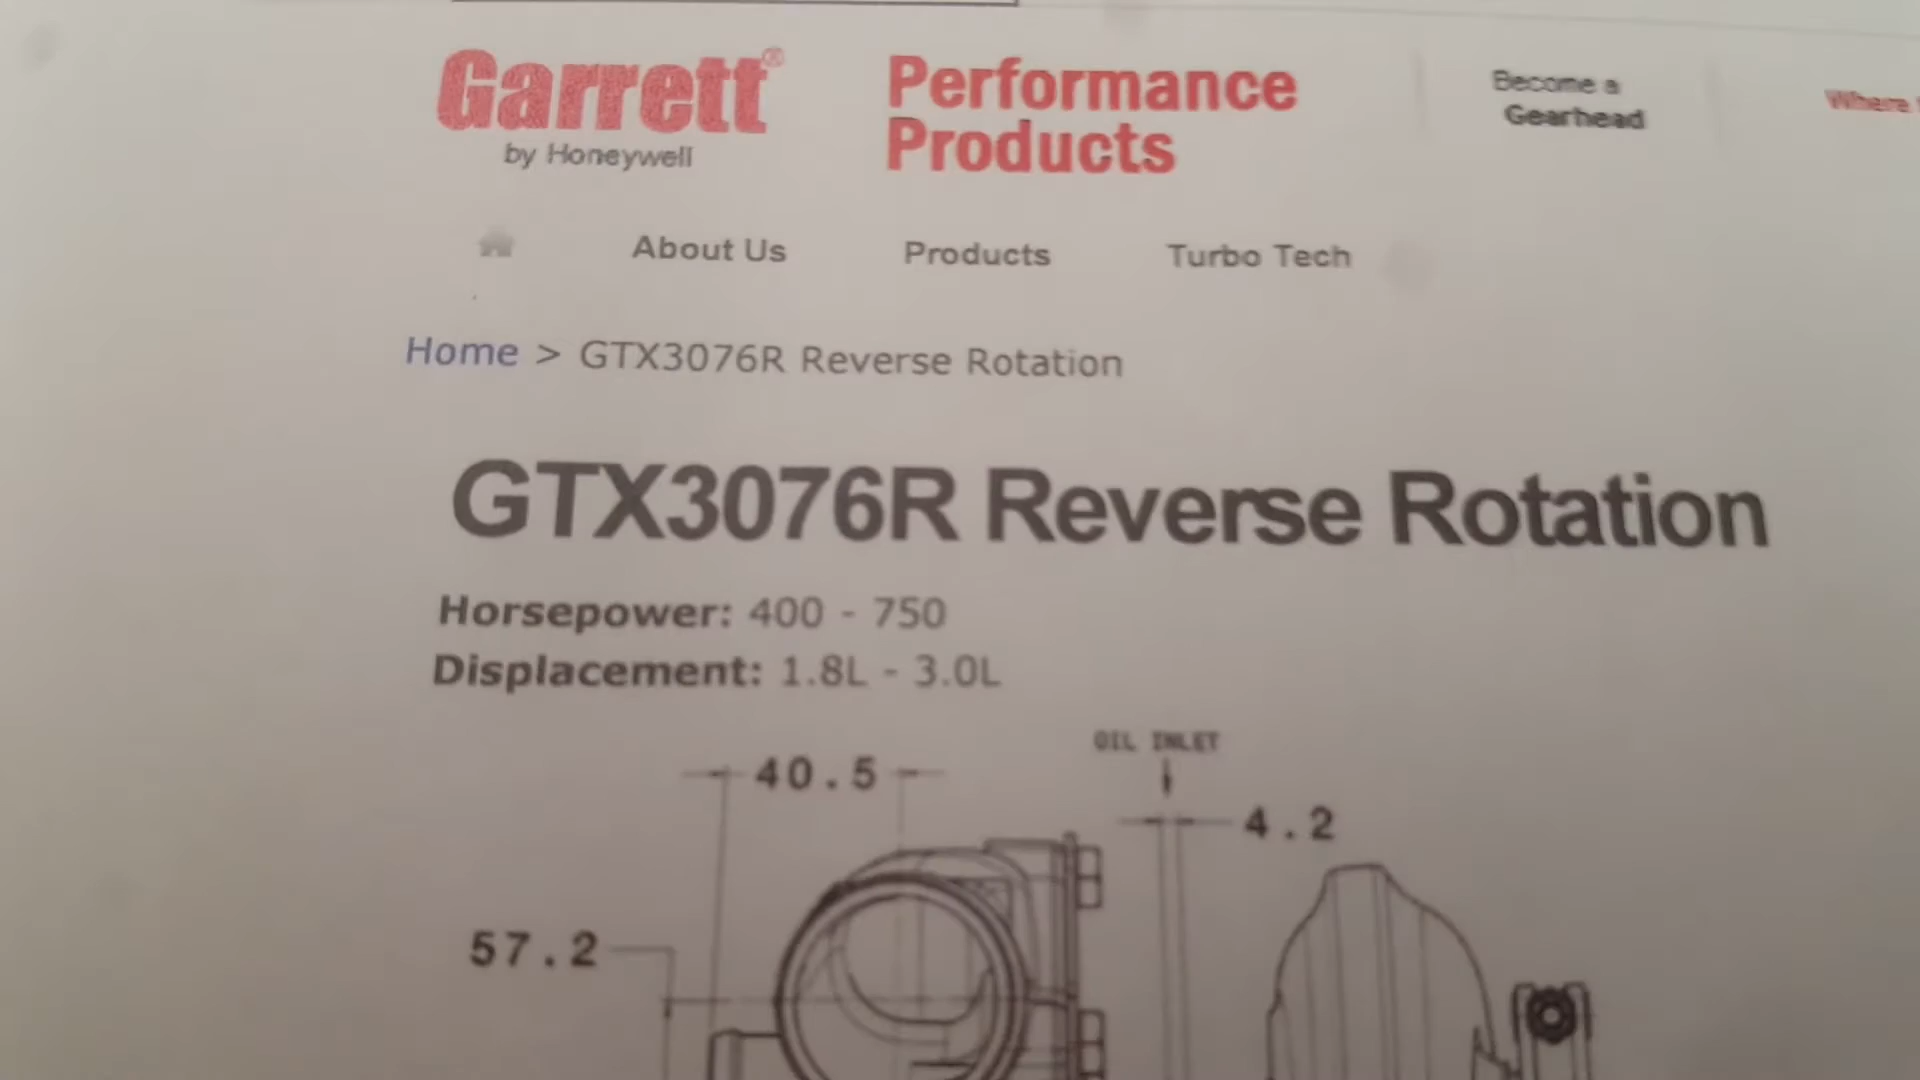 Garrett®
by Honeywell
Performance
Products
Become a
Gearhead
Where
About Us
Products
Turbo Tech
Home > GTX3076R Reverse Rotation
GTX3076R Reverse Rotation
Horsepower: 400 - 750
Displacement: 1.8L - 3.0L
OIL INLET
40.5
4.2
57.2